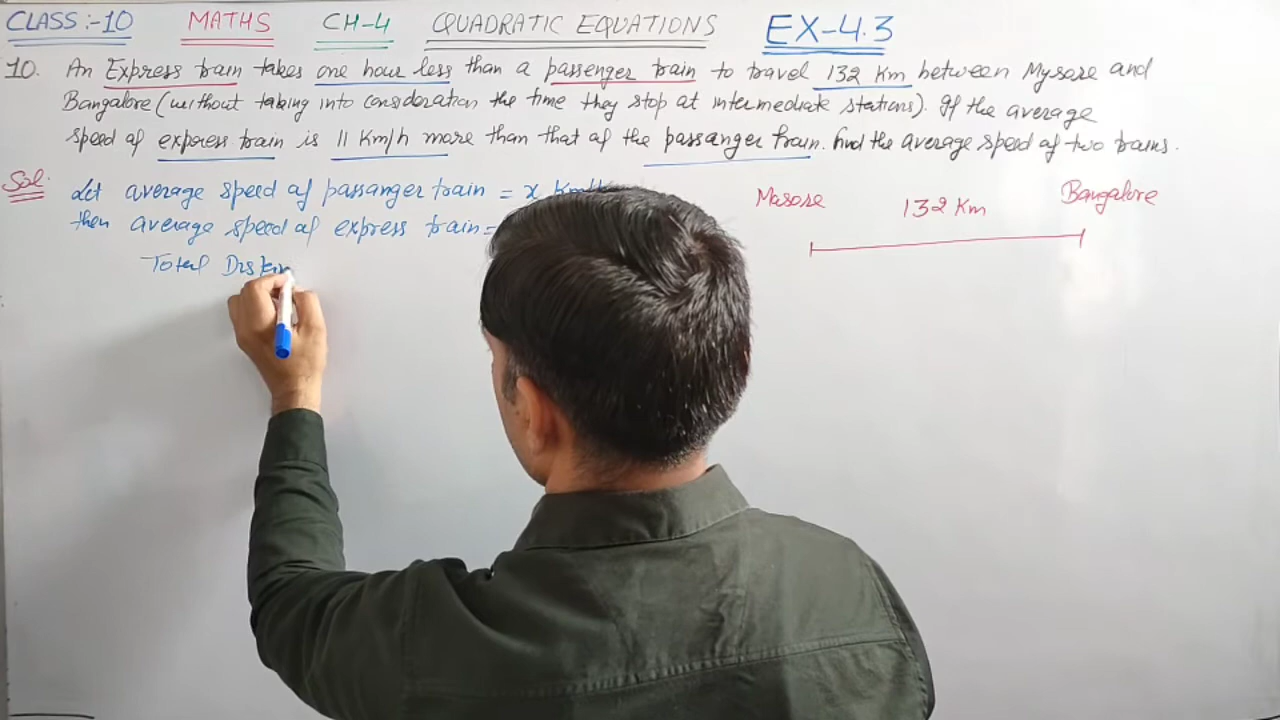 CLASS:-10 MATHS CH-4 QUADRATIC EQUATIONS EX-4.3
10. An Express train takes one hour less than a passenger train to travel 132 Km between Mysore and
Bangalore (without taking into consideration the time they stop at intermediate stations). If the average
speed of express train is 11 Km/h more than that of the passanger train. find the average speed of two trains.
Sol. Let average speed of passanger train = x Km/h
then average speed of express train =
Total Distan
Masore 132 Km Bangalore